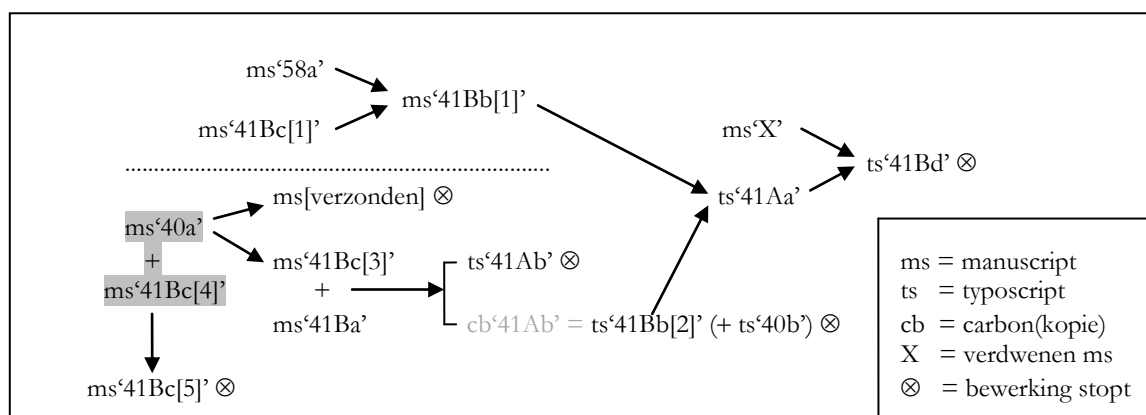 ms‘58a’
ms‘41Bb[1]’
ms‘41Bc[1]’
ms‘X’
ts‘41Bd’ ⊗
ms[verzonden] ⊗
ts‘41Aa’
ms‘40a’
+
ms‘41Bc[4]’
ms‘41Bc[3]’
+
ms‘41Ba’
ts‘41Ab’ ⊗
cb‘41Ab’ = ts‘41Bb[2]’ (+ ts‘40b’) ⊗
ms‘41Bc[5]’ ⊗
ms = manuscript
ts = typoscript
cb = carbon(kopie)
X = verdwenen ms
⊗ = bewerking stopt